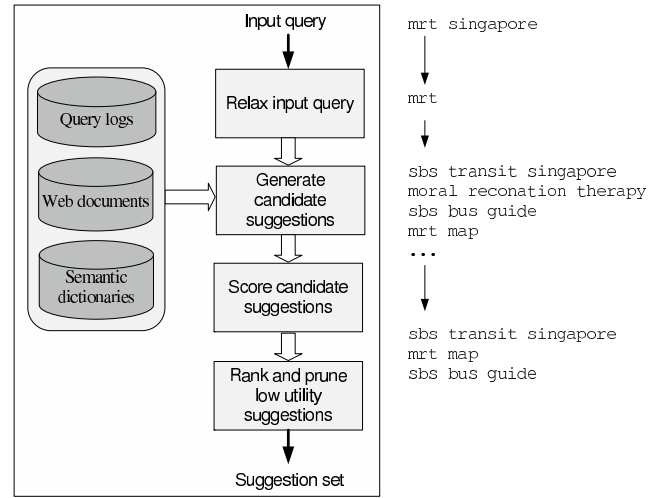 Input query
Relax input query
Query logs
Web documents
Semantic
dictionaries
Generate
candidate
suggestions
Score candidate
suggestions
Rank and prune
low utility
suggestions
Suggestion set
mrt singapore
mrt
sbs transit singapore
moral reconation therapy
sbs bus guide
mrt map
...
sbs transit singapore
mrt map
sbs bus guide